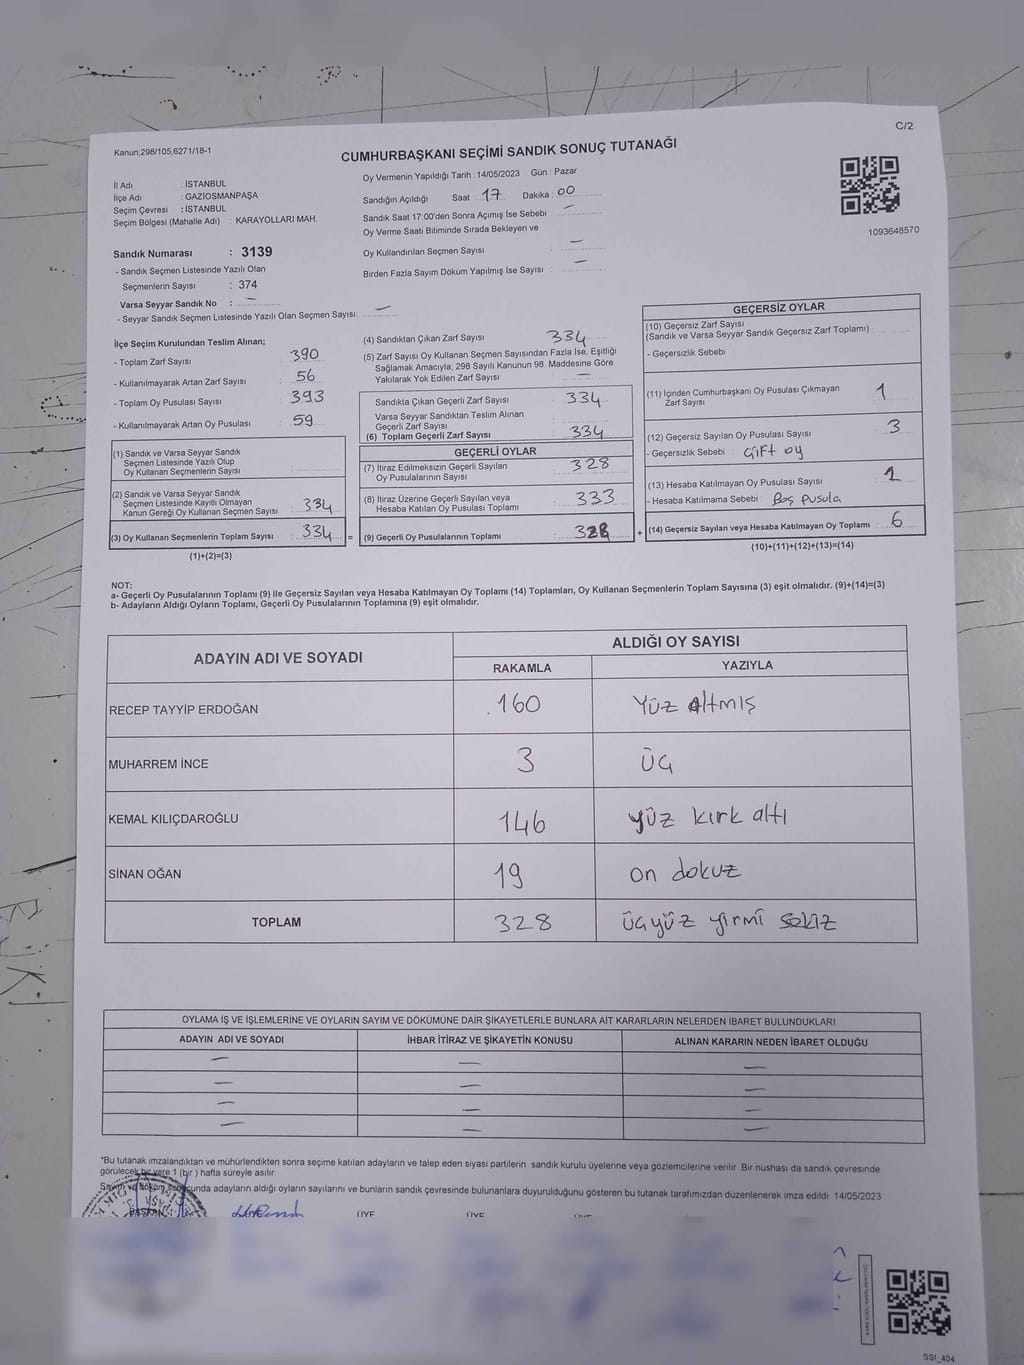 C/2
Kanun;298/105;6271/18-1
CUMHURBAŞKANI SEÇİMİ SANDIK SONUÇ TUTANAĞI
İl Adı : İSTANBUL
İlçe Adı : GAZİOSMANPAŞA
Seçim Çevresi : İSTANBUL
Seçim Bölgesi (Mahalle Adı) : KARAYOLLARI MAH.
Oy Vermenin Yapıldığı Tarih : 14/05/2023 Gün : Pazar
Sandığın Açıldığı Saat : 17 Dakika : 00
Sandık Saat 17:00'den Sonra Açımış İse Sebebi : —
Oy Verme Saati Bitiminde Sırada Bekleyen ve
Oy Kullandırılan Seçmen Sayısı : —
Birden Fazla Sayım Döküm Yapılmış İse Sayısı : —
1093648570
Sandık Numarası : 3139
- Sandık Seçmen Listesinde Yazılı Olan
Seçmenlerin Sayısı : 374
Varsa Seyyar Sandık No : —
- Seyyar Sandık Seçmen Listesinde Yazılı Olan Seçmen Sayısı: —
İlçe Seçim Kurulundan Teslim Alınan;
- Toplam Zarf Sayısı : 390
- Kullanılmayarak Artan Zarf Sayısı : 56
- Toplam Oy Pusulası Sayısı : 393
- Kullanılmayarak Artan Oy Pusulası : 59
(1) Sandık ve Varsa Seyyar Sandık
Seçmen Listesinde Yazılı Olup
Oy Kullanan Seçmenlerin Sayısı :
(2) Sandık ve Varsa Seyyar Sandık
Seçmen Listesinde Kayıtlı Olmayan
Kanun Gereği Oy Kullanan Seçmen Sayısı : 334
(3) Oy Kullanan Seçmenlerin Toplam Sayısı : 334 =
(1)+(2)=(3)
(4) Sandıktan Çıkan Zarf Sayısı : 334
(5) Zarf Sayısı Oy Kullanan Seçmen Sayısından Fazla İse, Eşitliği
Sağlamak Amacıyla, 298 Sayılı Kanunun 98. Maddesine Göre
Yakılarak Yok Edilen Zarf Sayısı : —
Sandıkta Çıkan Geçerli Zarf Sayısı : 334
Varsa Seyyar Sandıktan Teslim Alınan
Geçerli Zarf Sayısı :
(6) Toplam Geçerli Zarf Sayısı : 334
GEÇERLİ OYLAR
(7) İtiraz Edilmeksizin Geçerli Sayılan
Oy Pusulalarının Sayısı : 328
(8) İtiraz Üzerine Geçerli Sayılan veya
Hesaba Katılan Oy Pusulası Toplamı : 333
(9) Geçerli Oy Pusulalarının Toplamı : 328 +
GEÇERSİZ OYLAR
(10) Geçersiz Zarf Sayısı
(Sandık ve Varsa Seyyar Sandık Geçersiz Zarf Toplamı) :
- Geçersizlik Sebebi :
(11) İçinden Cumhurbaşkanı Oy Pusulası Çıkmayan
Zarf Sayısı : 1
(12) Geçersiz Sayılan Oy Pusulası Sayısı : 3
- Geçersizlik Sebebi : Çift oy
(13) Hesaba Katılmayan Oy Pusulası Sayısı : 1
- Hesaba Katılmama Sebebi : Boş pusula
(14) Geçersiz Sayılan veya Hesaba Katılmayan Oy Toplamı : 6
(10)+(11)+(12)+(13)=(14)
NOT:
a- Geçerli Oy Pusulalarının Toplamı (9) ile Geçersiz Sayılan veya Hesaba Katılmayan Oy Toplamı (14) Toplamları, Oy Kullanan Seçmenlerin Toplam Sayısına (3) eşit olmalıdır. (9)+(14)=(3)
b- Adayların Aldığı Oyların Toplamı, Geçerli Oy Pusulalarının Toplamına (9) eşit olmalıdır.
ADAYIN ADI VE SOYADI
ALDIĞI OY SAYISI
RAKAMLA YAZIYLA
RECEP TAYYİP ERDOĞAN 160 Yüz Altmış
MUHARREM İNCE 3 Üç
KEMAL KILIÇDAROĞLU 146 yüz kırk altı
SİNAN OĞAN 19 on dokuz
TOPLAM 328 üçyüz yirmi sekiz
OYLAMA İŞ VE İŞLEMLERİNE VE OYLARIN SAYIM VE DÖKÜMÜNE DAİR ŞİKAYETLERLE BUNLARA AİT KARARLARIN NELERDEN İBARET BULUNDUKLARI
ADAYIN ADI VE SOYADI İHBAR İTİRAZ VE ŞİKAYETİN KONUSU ALINAN KARARIN NEDEN İBARET OLDUĞU
— — —
— — —
— — —
— — —
*Bu tutanak imzalandıktan ve mühürlendikten sonra seçime katılan adayların ve talep eden siyasi partilerin sandık kurulu üyelerine veya gözlemcilerine verilir. Bir nüshası da sandık çevresinde
görülecek bir yere 1 (bir ) hafta süreyle asılır.
Sayım ve döküm sonucunda adayların aldığı oyların sayılarını ve bunların sandık çevresinde bulunanlara duyurulduğunu gösteren bu tutanak tarafımızdan düzenlenerek imza edildi. 14/05/2023
BAŞKAN ÜYE ÜYE
SSI_404